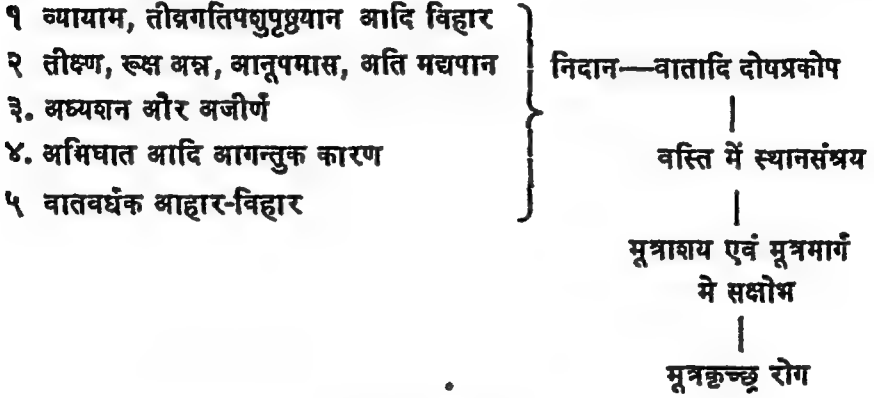 १ व्यायाम, तीव्रगतिपशुपृष्ठयान आदि विहार
२ तीक्ष्ण, रूक्ष अन्न, आनूपमास, अति मद्यपान
३. अध्यशन और अजीर्ण
४. अभिघात आदि आगन्तुक कारण
५ वातवर्धक आहार-विहार
निदान—वातादि दोषप्रकोप
वस्ति में स्थानसंश्रय
मूत्राशय एवं मूत्रमार्ग
मे सक्षोभ
मूत्रकृच्छ्र रोग